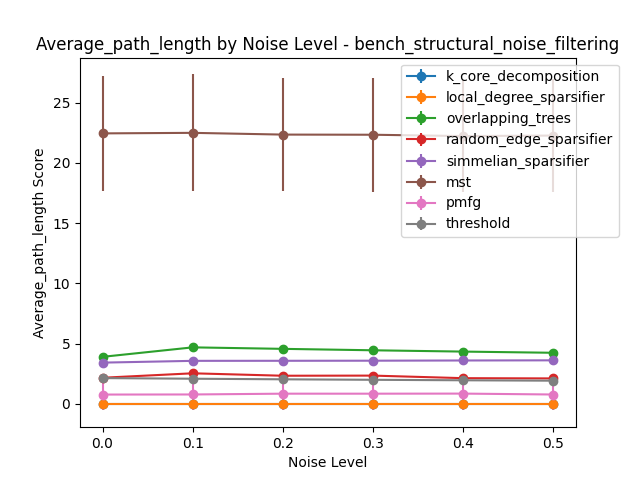 Average_path_length by Noise Level - bench_structural_noise_filtering
k_core_decomposition
local_degree_sparsifier
overlapping_trees
random_edge_sparsifier
simmelian_sparsifier
mst
pmfg
threshold
Average_path_length Score
25
20
15
10
5
0
0.0 0.1 0.2 0.3 0.4 0.5
Noise Level